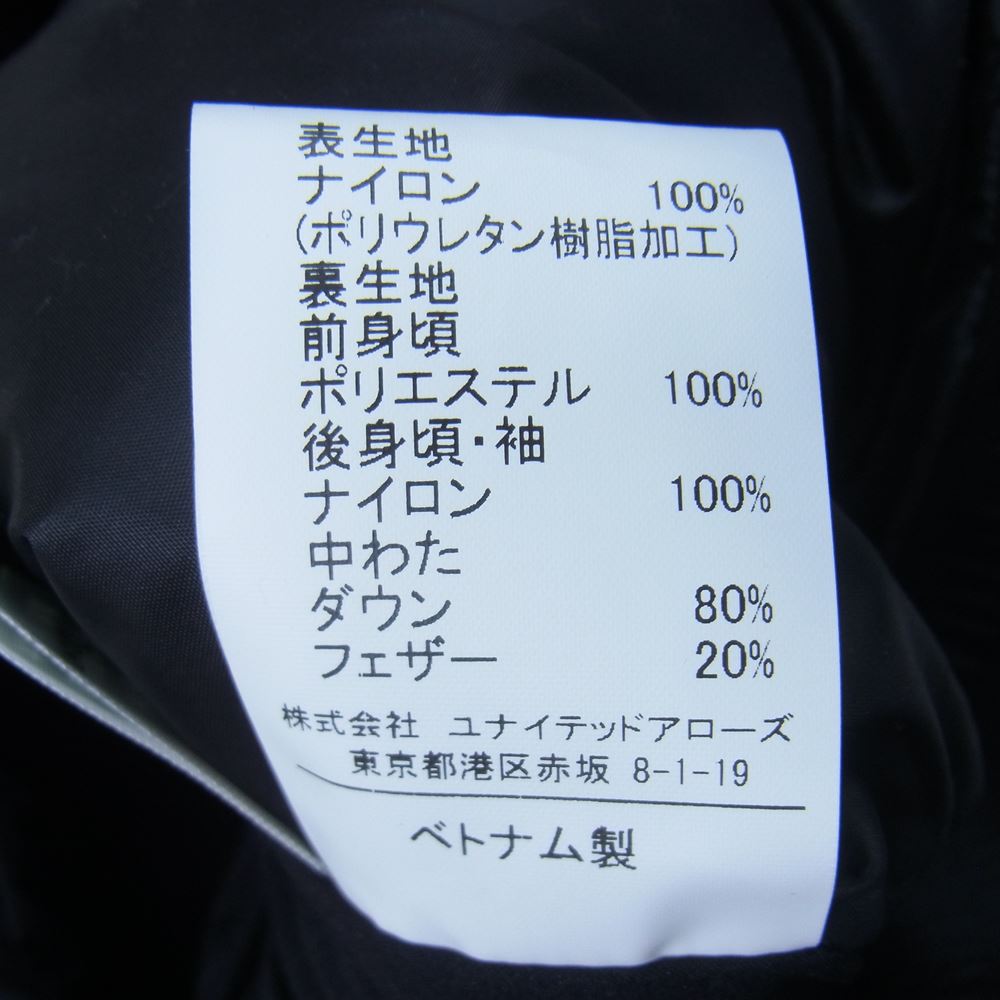 表生地
ナイロン 100%
(ポリウレタン樹脂加工)
裏生地
前身頃
ポリエステル 100%
後身頃・袖
ナイロン 100%
中わた
ダウン 80%
フェザー 20%
株式会社 ユナイテッドアローズ
東京都港区赤坂 8-1-19
ベトナム製